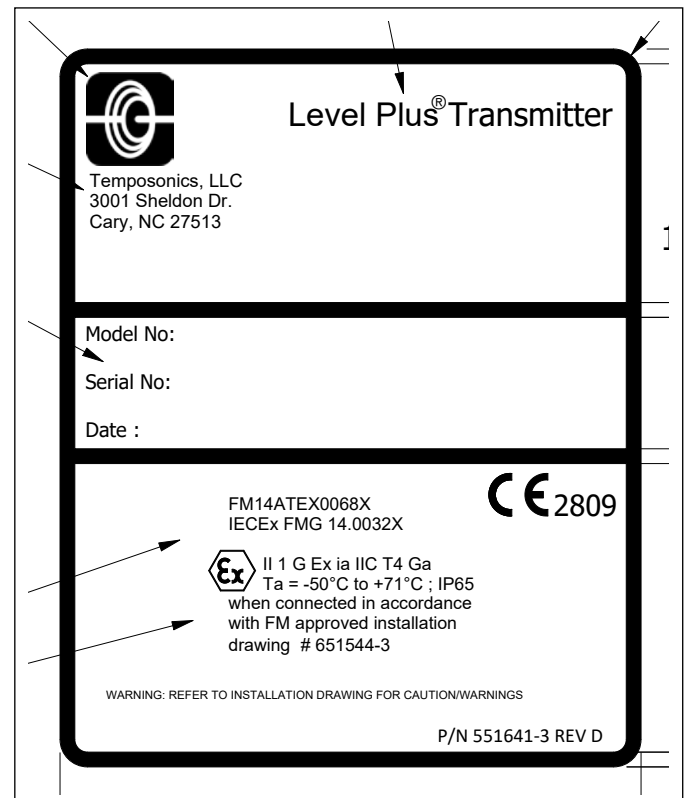 Level Plus® Transmitter
Temposonics, LLC
3001 Sheldon Dr.
Cary, NC 27513
Model No:
Serial No:
Date :
FM14ATEX0068X
IECEx FMG 14.0032X
CE 2809
Ex II 1 G Ex ia IIC T4 Ga
Ta = -50°C to +71°C ; IP65
when connected in accordance
with FM approved installation
drawing # 651544-3
WARNING: REFER TO INSTALLATION DRAWING FOR CAUTION/WARNINGS
P/N 551641-3 REV D